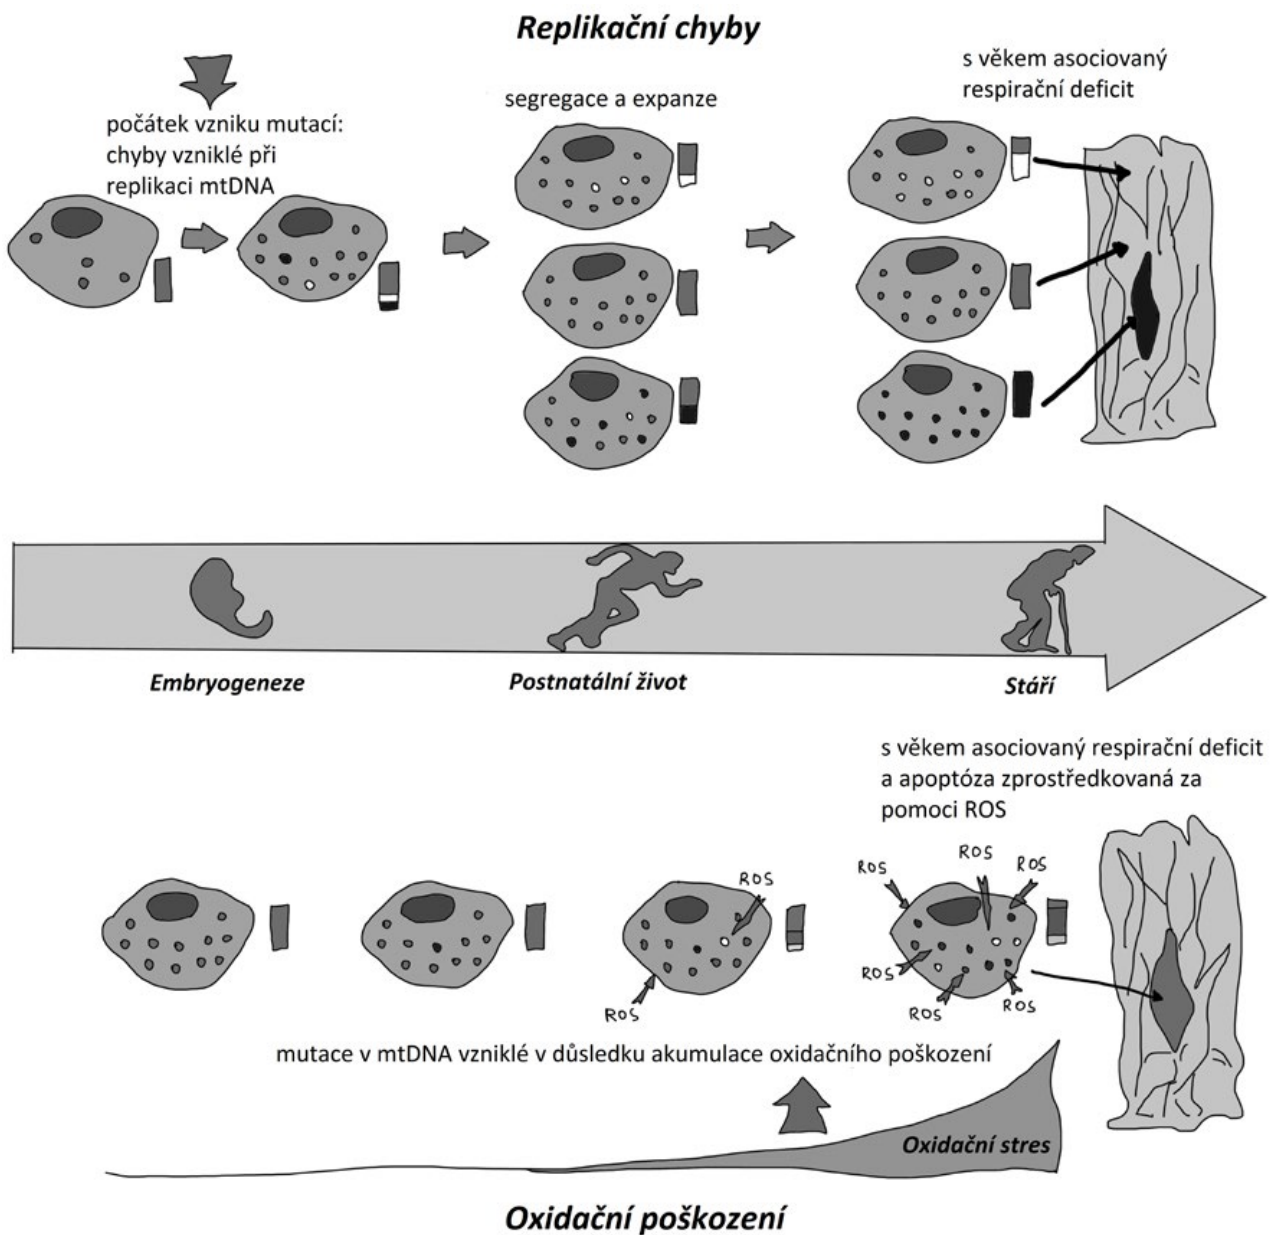 Replikační chyby
počátek vzniku mutací:
chyby vzniklé při
replikaci mtDNA
segregace a expanze
s věkem asociovaný
respirační deficit
Embryogeneze
Postnatální život
Stáří
s věkem asociovaný respirační deficit
a apoptóza zprostředkovaná za
pomoci ROS
ROS
ROS
ROS
ROS
ROS
ROS
ROS
ROS
mutace v mtDNA vzniklé v důsledku akumulace oxidačního poškození
Oxidační stres
Oxidační poškození